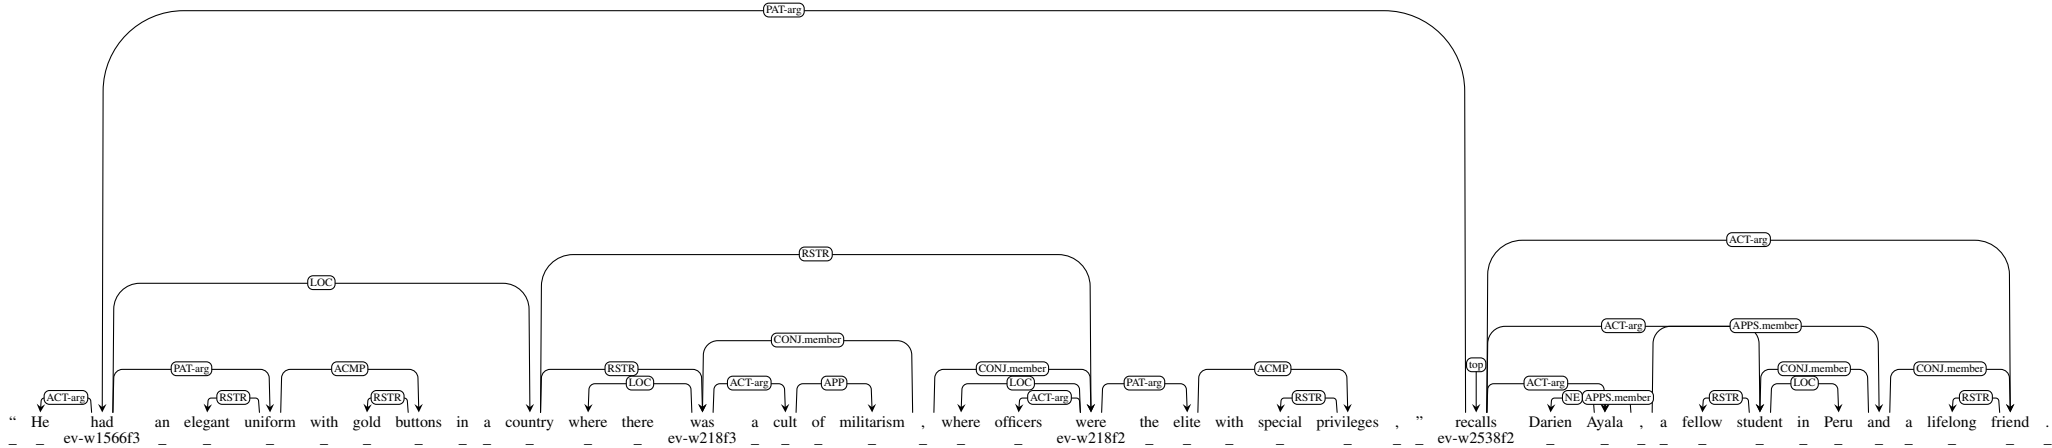 PAT-arg
RSTR ACT-arg
LOC
CONJ.member ACT-arg APPS.member
top
PAT-arg ACMP RSTR CONJ.member ACMP CONJ.member CONJ.member
LOC ACT-arg APP LOC PAT-arg ACT-arg LOC
ACT-arg RSTR RSTR ACT-arg RSTR NE APPS.member RSTR RSTR
“ He had an elegant uniform with gold buttons in a country where there was a cult of militarism , where officers were the elite with special privileges , ” recalls Darien Ayala , a fellow student in Peru and a lifelong friend .
_ _ ev-w1566f3 _ _ _ _ _ _ _ _ _ _ _ ev-w218f3 _ _ _ _ _ _ _ ev-w218f2 _ _ _ _ _ _ _ ev-w2538f2 _ _ _ _ _ _ _ _ _ _ _ _ _